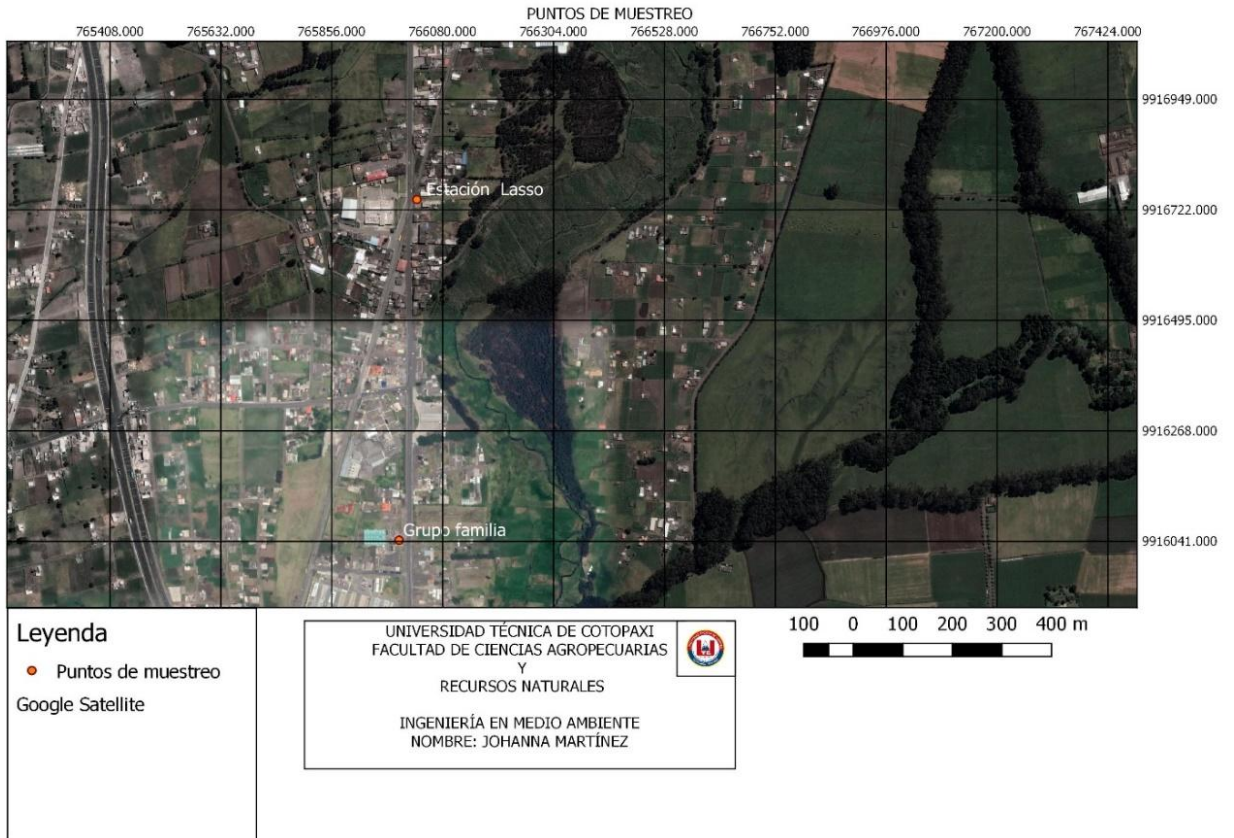 PUNTOS DE MUESTREO
765408.000 765632.000 765856.000 766080.000 766304.000 766528.000 766752.000 766976.000 767200.000 767424.000
9916949.000
Estación Lasso
9916722.000
9916495.000
9916268.000
Grupo familia
9916041.000
Leyenda
Puntos de muestreo
Google Satellite
UNIVERSIDAD TÉCNICA DE COTOPAXI
FACULTAD DE CIENCIAS AGROPECUARIAS
Y
RECURSOS NATURALES
INGENIERÍA EN MEDIO AMBIENTE
NOMBRE: JOHANNA MARTÍNEZ
100 0 100 200 300 400 m